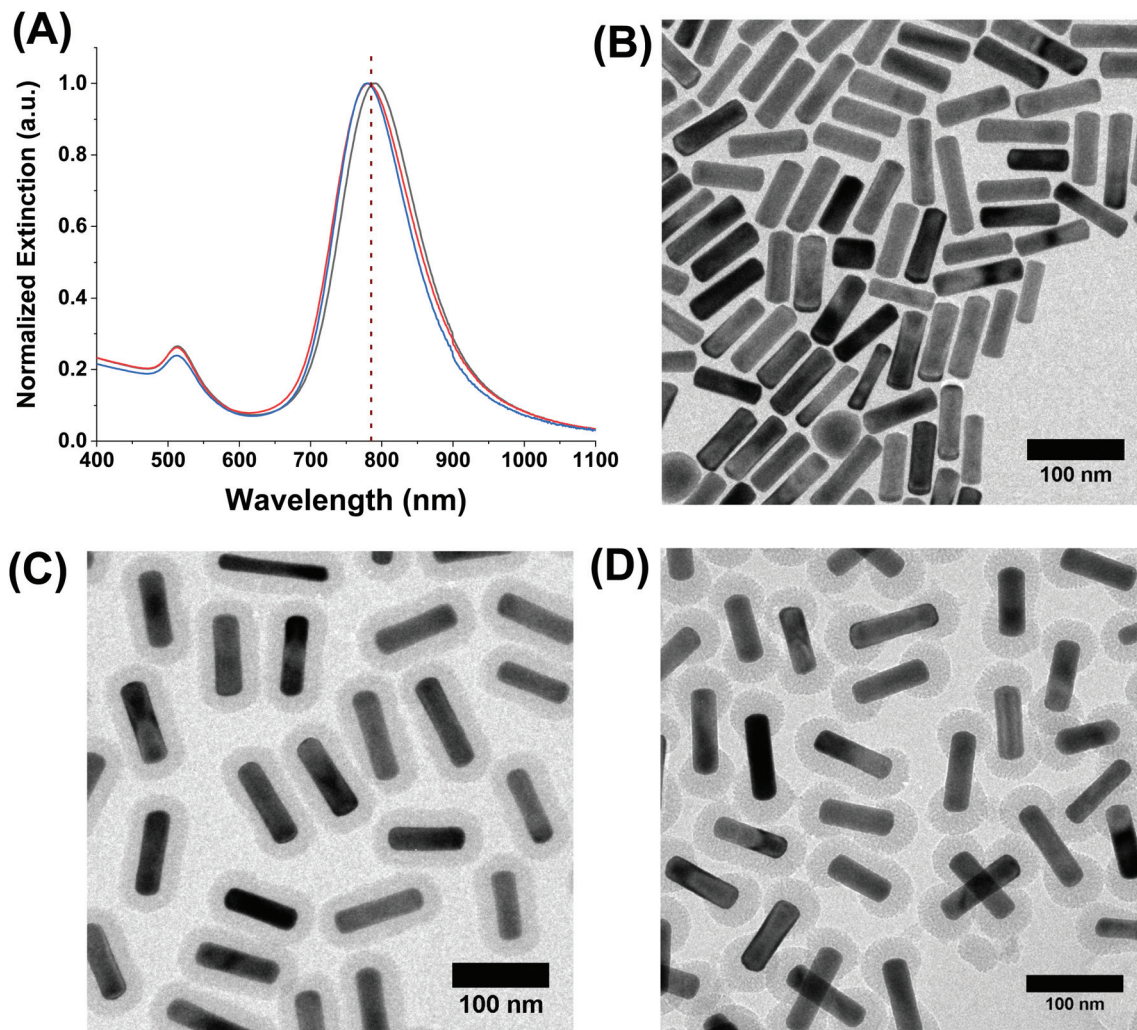 (A)
Normalized Extinction (a.u.)
1.0
0.8
0.6
0.4
0.2
0.0
400 500 600 700 800 900 1000 1100
Wavelength (nm)
(B)
100 nm
(C)
100 nm
(D)
100 nm